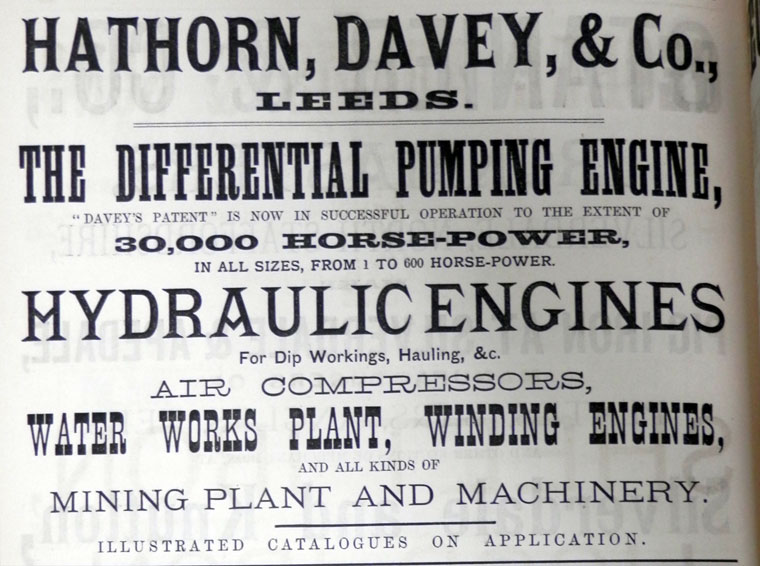 HATHORN, DAVEY, & Co.,
LEEDS.
THE DIFFERENTIAL PUMPING ENGINE,
"DAVEY'S PATENT" IS NOW IN SUCCESSFUL OPERATION TO THE EXTENT OF
30,000 HORSE-POWER,
IN ALL SIZES, FROM 1 TO 600 HORSE-POWER.
HYDRAULIC ENGINES
For Dip Workings, Hauling, &c.
AIR COMPRESSORS,
WATER WORKS PLANT, WINDING ENGINES,
AND ALL KINDS OF
MINING PLANT AND MACHINERY.
ILLUSTRATED CATALOGUES ON APPLICATION.